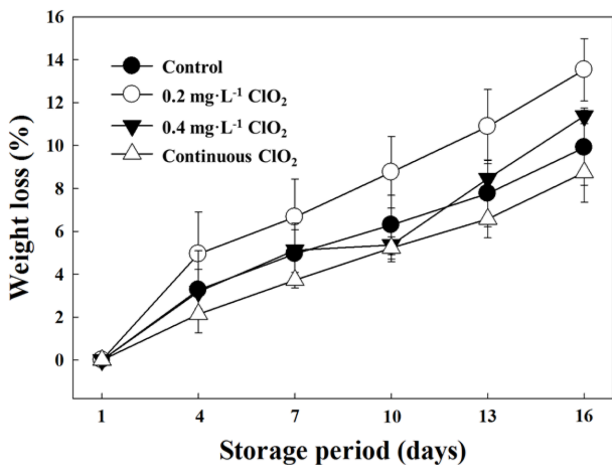 16
14
12
10
8
6
4
2
0
Weight loss (%)
Control
0.2 mg·L⁻¹ ClO₂
0.4 mg·L⁻¹ ClO₂
Continuous ClO₂
1 4 7 10 13 16
Storage period (days)